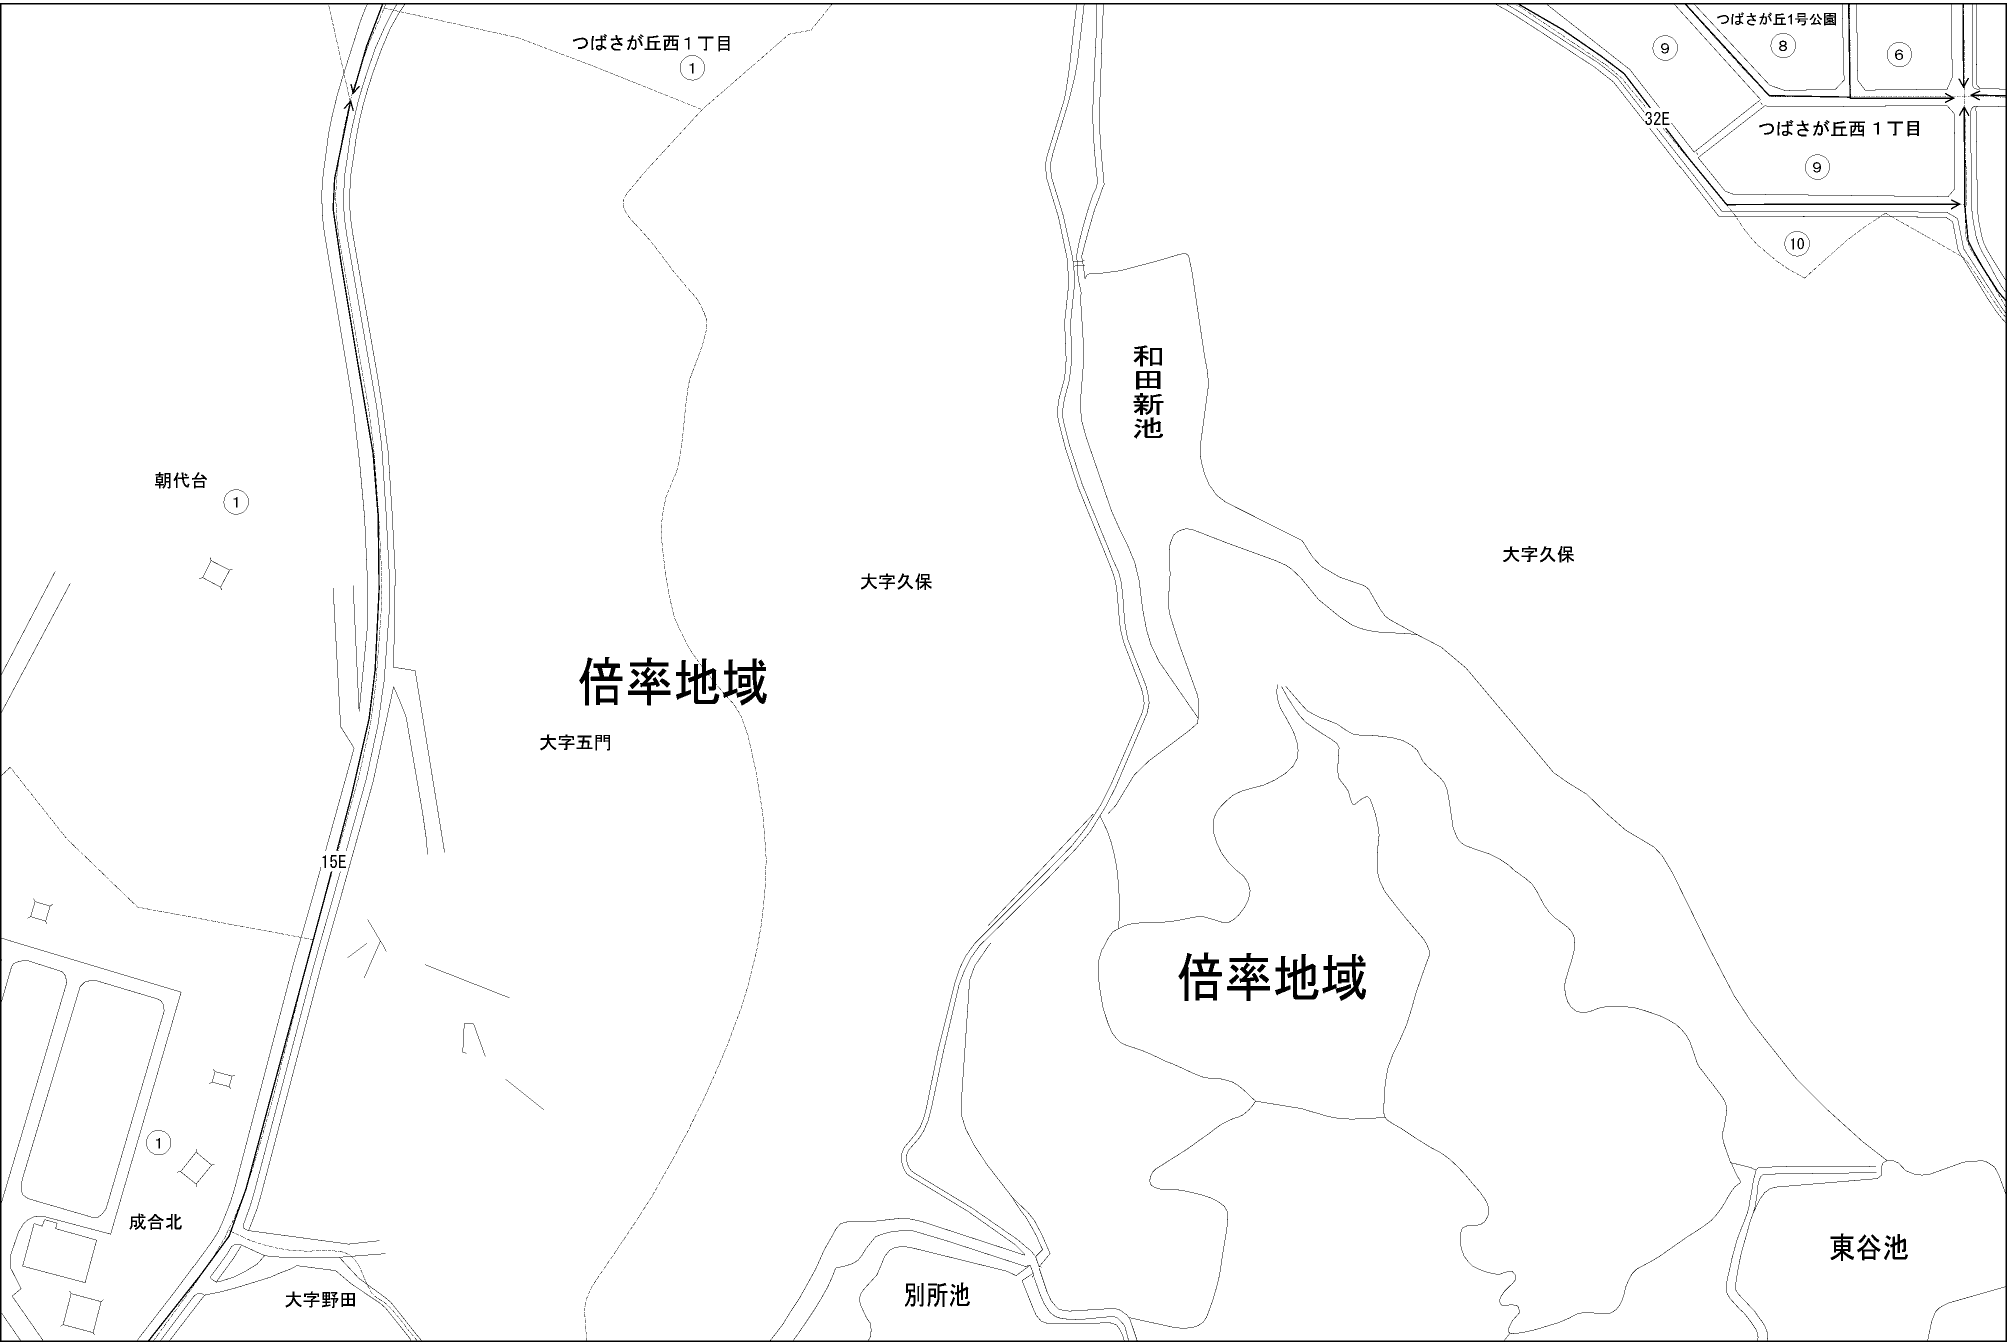 つばさが丘西１丁目
①
つばさが丘1号公園
⑧
⑨
⑥
32E
つばさが丘西１丁目
⑨
⑩
和田新池
朝代台
①
大字久保
大字久保
倍率地域
大字五門
15E
倍率地域
①
成合北
大字野田
別所池
東谷池